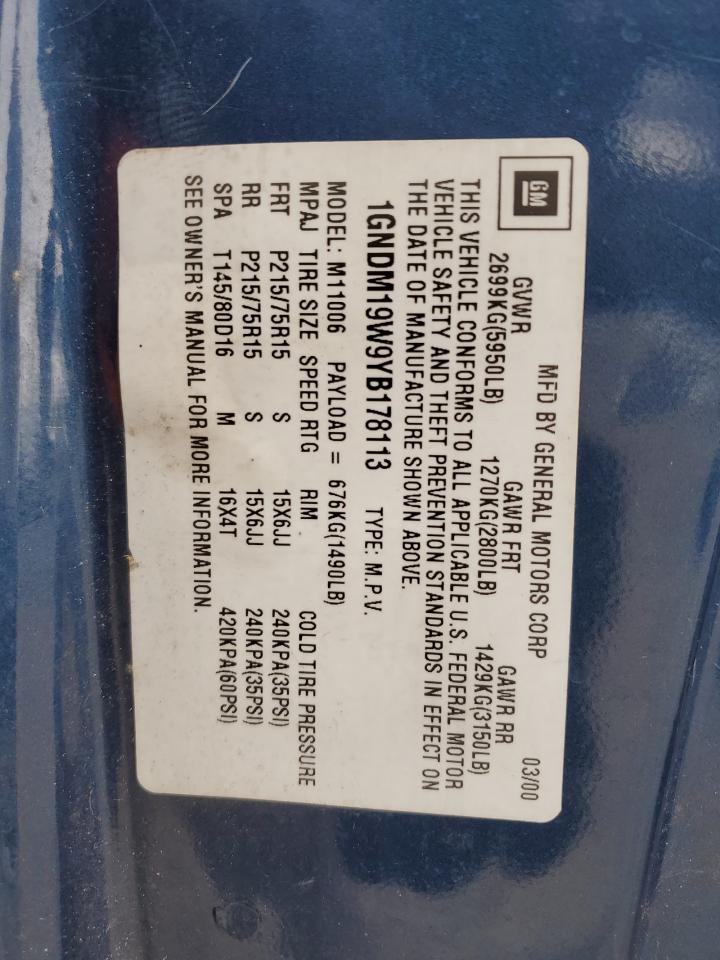 GM
MFD BY GENERAL MOTORS CORP 03/00
GVWR GAWR FRT GAWR RR
2699KG(5950LB) 1270KG(2800LB) 1429KG(3150LB)
THIS VEHICLE CONFORMS TO ALL APPLICABLE U.S. FEDERAL MOTOR
VEHICLE SAFETY AND THEFT PREVENTION STANDARDS IN EFFECT ON
THE DATE OF MANUFACTURE SHOWN ABOVE.
1GNDM19W9YB178113 TYPE: M.P.V.
MODEL: M11006 PAYLOAD = 676KG(1490LB)
MPAJ TIRE SIZE SPEED RTG RIM COLD TIRE PRESSURE
FRT P215/75R15 S 15X6JJ 240KPA(35PSI)
RR P215/75R15 S 15X6JJ 240KPA(35PSI)
SPA T145/80D16 M 16X4T 420KPA(60PSI)
SEE OWNER'S MANUAL FOR MORE INFORMATION.